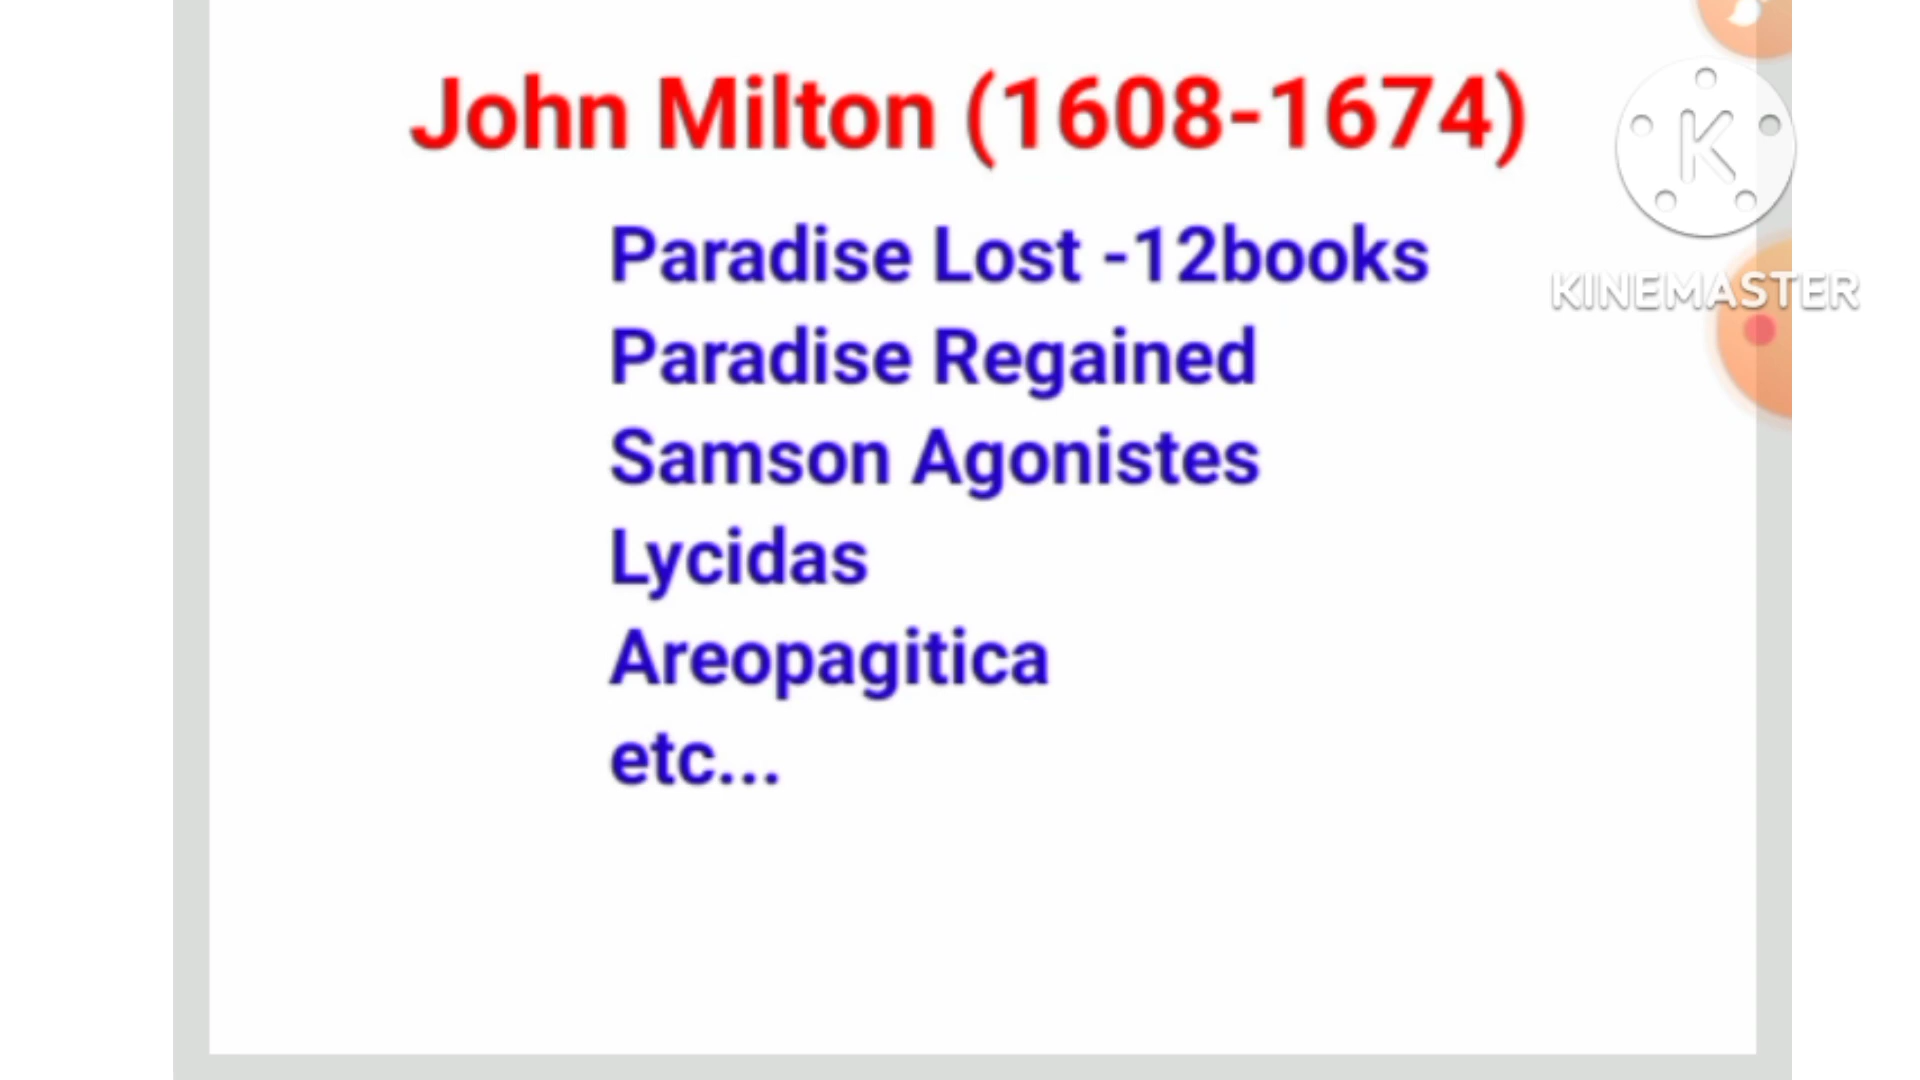 John Milton (1608-1674)
Paradise Lost -12books
Paradise Regained
Samson Agonistes
Lycidas
Areopagitica
etc...
K
KINEMASTER